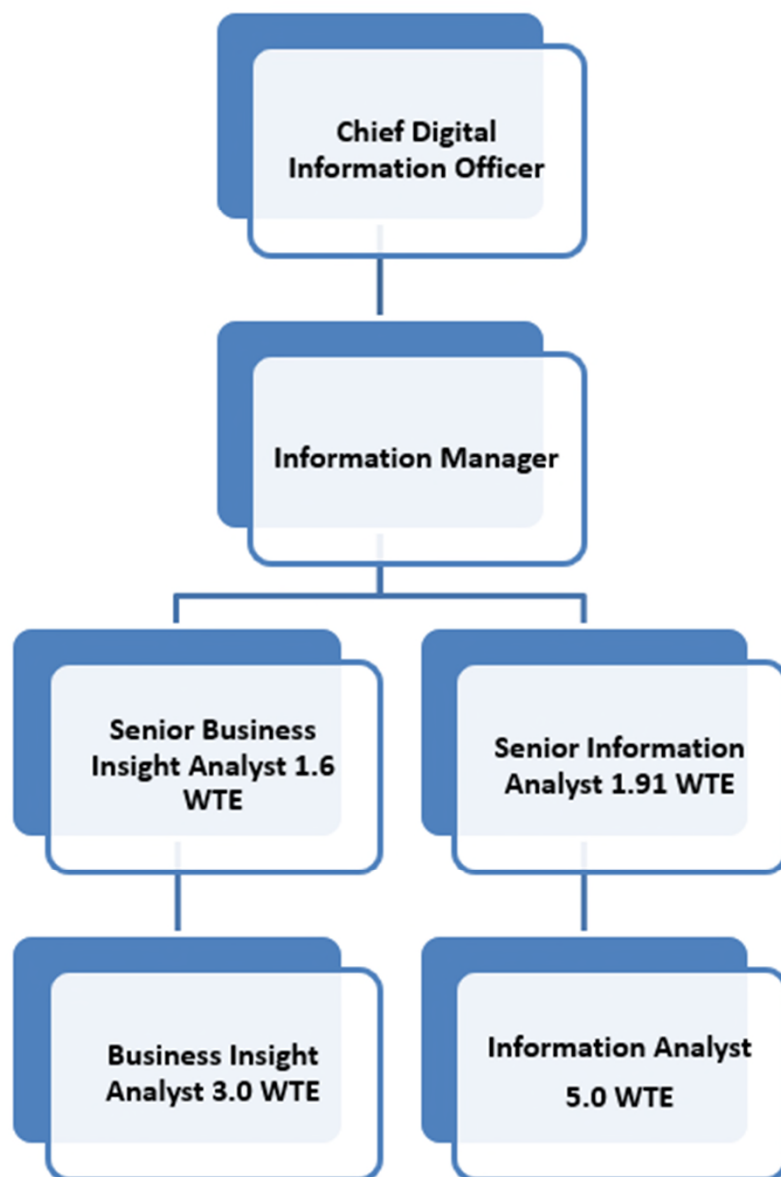 Chief Digital
Information Officer
Information Manager
Senior Business
Insight Analyst 1.6
WTE
Senior Information
Analyst 1.91 WTE
Business Insight
Analyst 3.0 WTE
Information Analyst
5.0 WTE